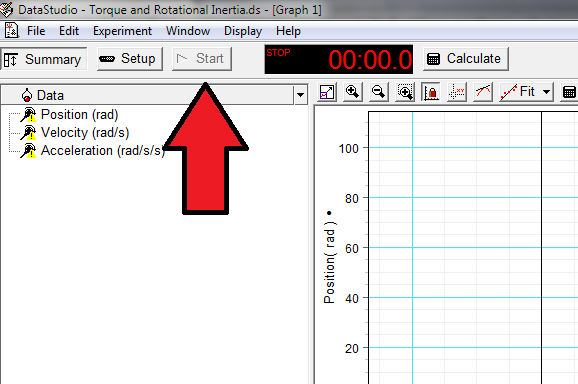 DataStudio - Torque and Rotational Inertia.ds - [Graph 1]
File Edit Experiment Window Display Help
Summary Setup Start STOP 00:00.0 Calculate
Data Fit
Position (rad)
Velocity (rad/s)
Acceleration (rad/s/s)
Position( rad )
100
80
60
40
20